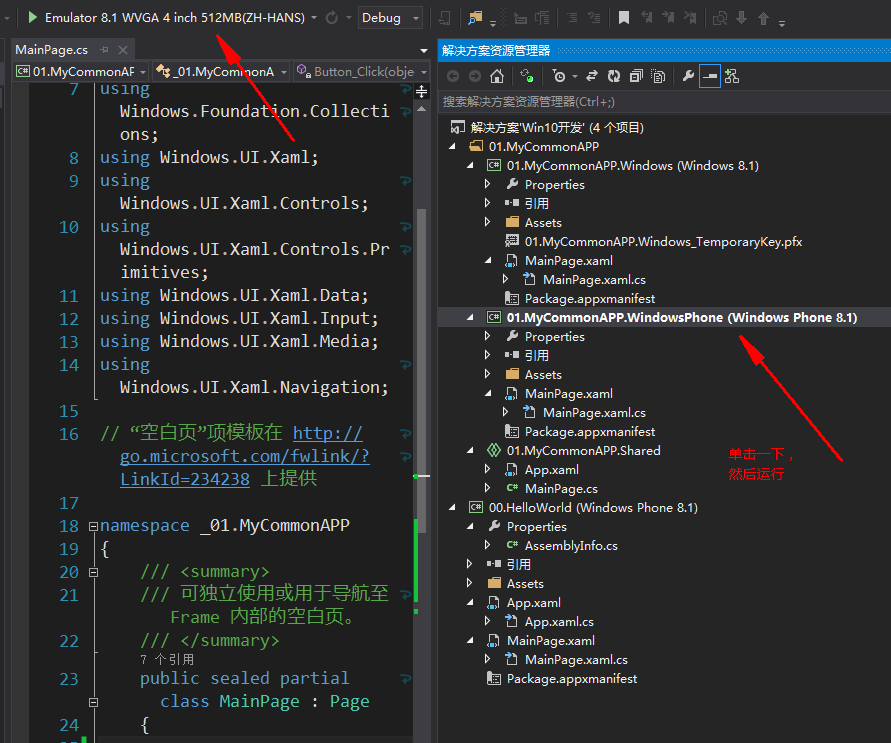 Emulator 8.1 WVGA 4 inch 512MB(ZH-HANS)
Debug
MainPage.cs
01.MyCommonAP
_01.MyCommonA
Button_Click(obje
7 using
Windows.Foundation.Collecti
ons;
8 using Windows.UI.Xaml;
9 using
Windows.UI.Xaml.Controls;
10 using
Windows.UI.Xaml.Controls.Pr
imitives;
11 using Windows.UI.Xaml.Data;
12 using Windows.UI.Xaml.Input;
13 using Windows.UI.Xaml.Media;
14 using
Windows.UI.Xaml.Navigation;
15
16 // “空白页”项模板在 http://
go.microsoft.com/fwlink/?
LinkId=234238 上提供
17
18 namespace _01.MyCommonAPP
19 {
20 /// <summary>
21 /// 可独立使用或用于导航至
Frame 内部的空白页。
22 /// </summary>
7 个引用
23 public sealed partial
class MainPage : Page
24 {
解决方案资源管理器
搜索解决方案资源管理器(Ctrl+;)
解决方案'Win10开发' (4 个项目)
01.MyCommonAPP
C# 01.MyCommonAPP.Windows (Windows 8.1)
Properties
引用
Assets
01.MyCommonAPP.Windows_TemporaryKey.pfx
MainPage.xaml
MainPage.xaml.cs
Package.appxmanifest
C# 01.MyCommonAPP.WindowsPhone (Windows Phone 8.1)
Properties
引用
Assets
MainPage.xaml
MainPage.xaml.cs
Package.appxmanifest
01.MyCommonAPP.Shared
App.xaml
C# MainPage.cs
C# 00.HelloWorld (Windows Phone 8.1)
Properties
C# AssemblyInfo.cs
引用
Assets
App.xaml
App.xaml.cs
MainPage.xaml
MainPage.xaml.cs
Package.appxmanifest
单击一下，
然后运行